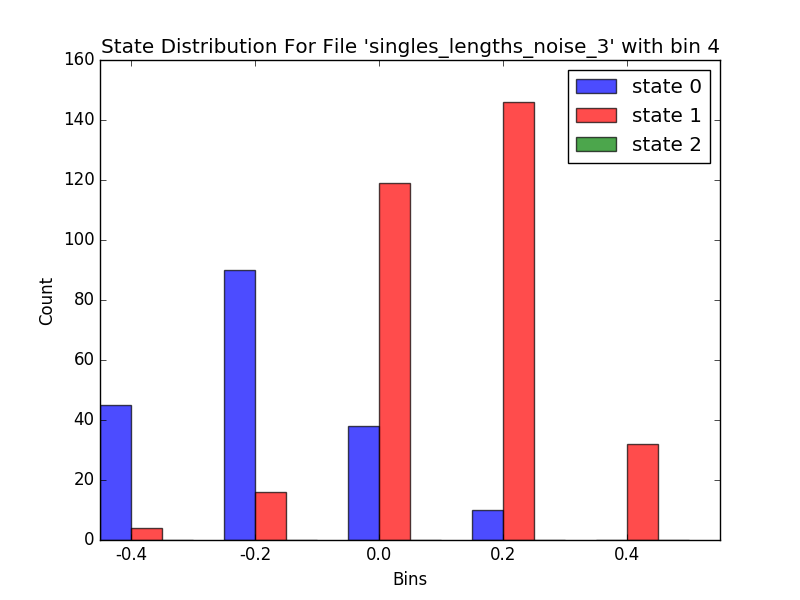 State Distribution For File 'singles_lengths_noise_3' with bin 4
160
140
120
100
80
60
40
20
0
Count
state 0
state 1
state 2
-0.4 -0.2 0.0 0.2 0.4
Bins